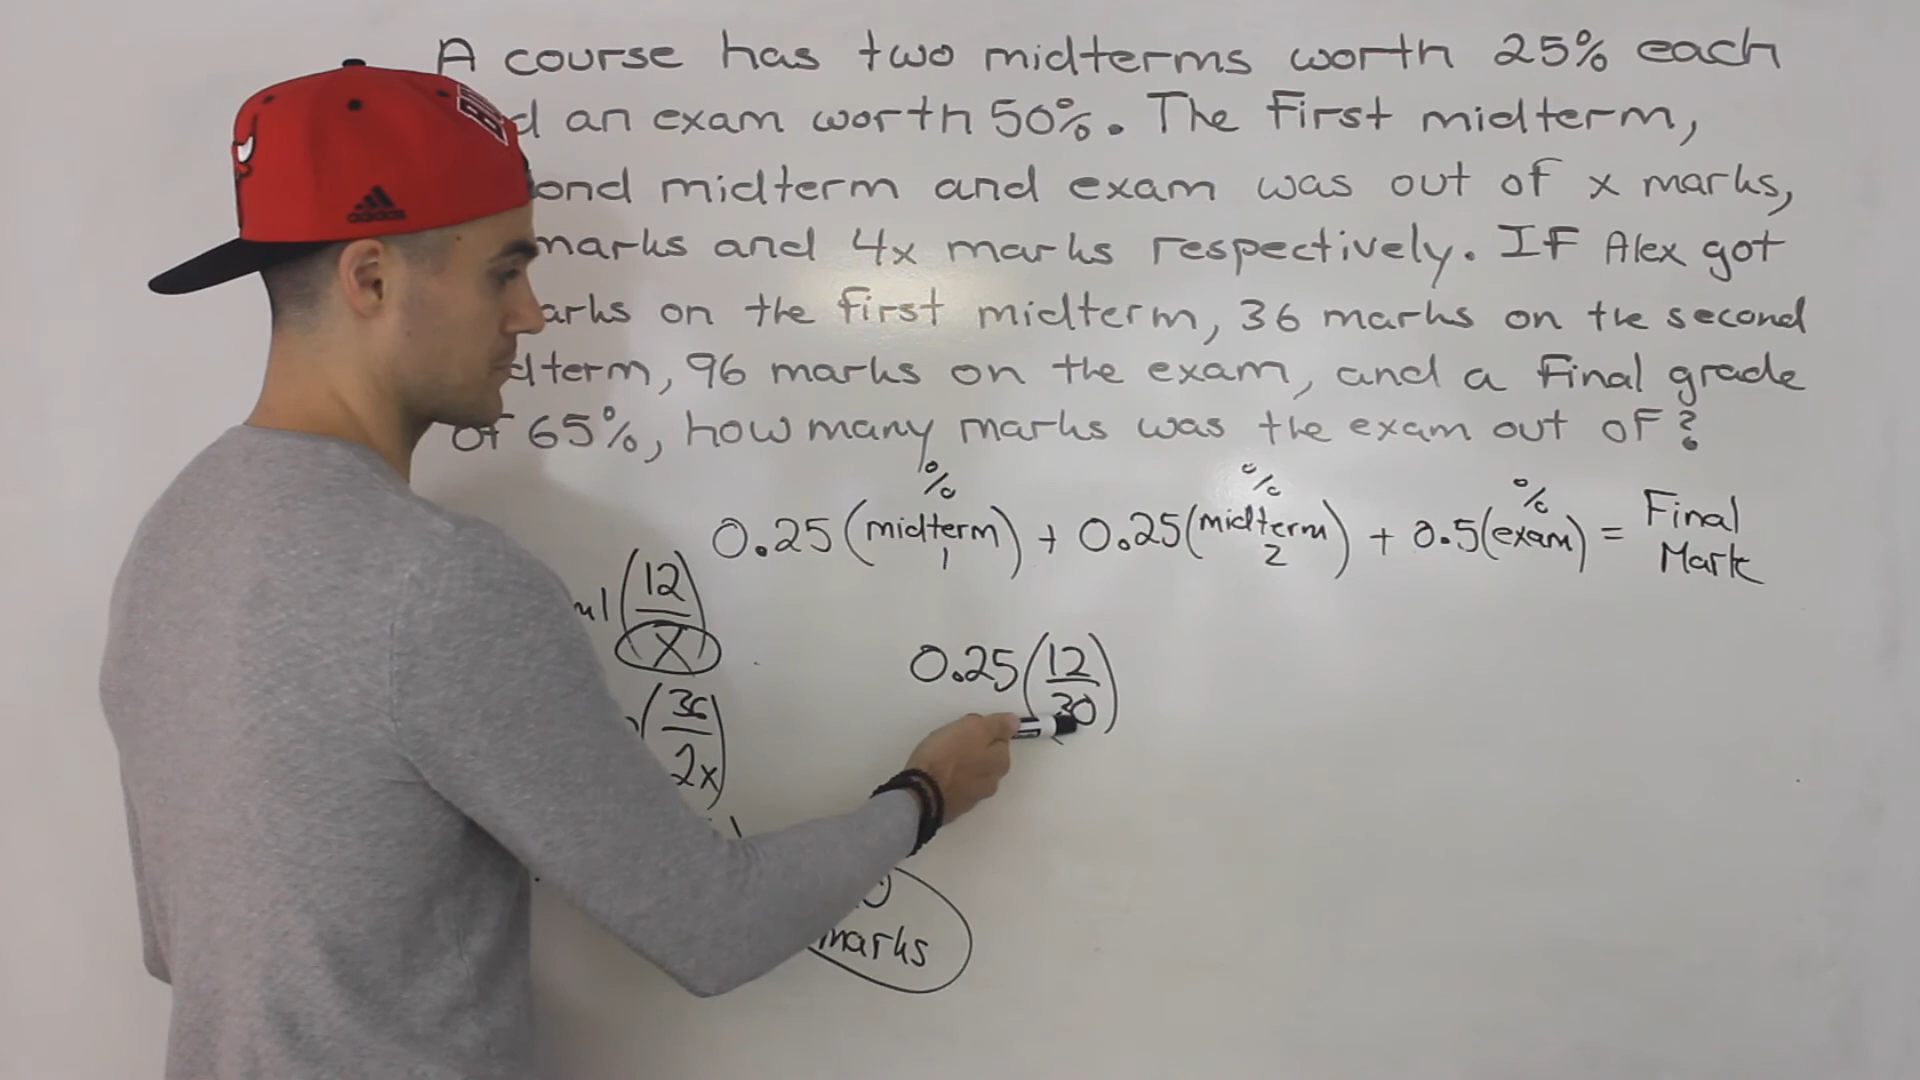 A course has two midterms worth 25% each
d an exam worth 50%. The first midterm,
ond midterm and exam was out of x marks,
marks and 4x marks respectively. If Alex got
arks on the first midterm, 36 marks on the second
dterm, 96 marks on the exam, and a final grade
of 65%, how many marks was the exam out of?
% % %
0.25 (midterm 1) + 0.25 (midterm 2) + 0.5 (exam) = Final Mark
(12/x)
0.25 (12/30)
(36/2x)
marks
adidas